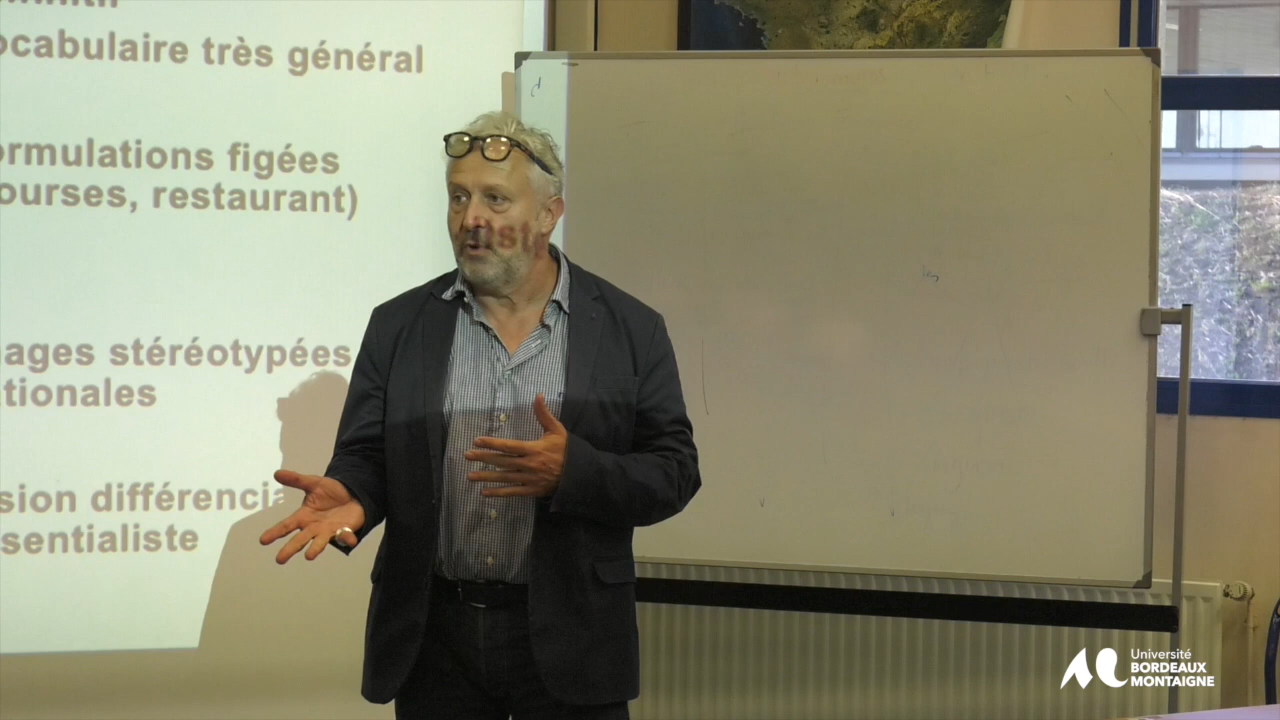 ocabulaire très général
ormulations figées
ourses, restaurant)
ages stéréotypées
tionales
sion différencia
sentialiste
Université
BORDEAUX
MONTAIGNE